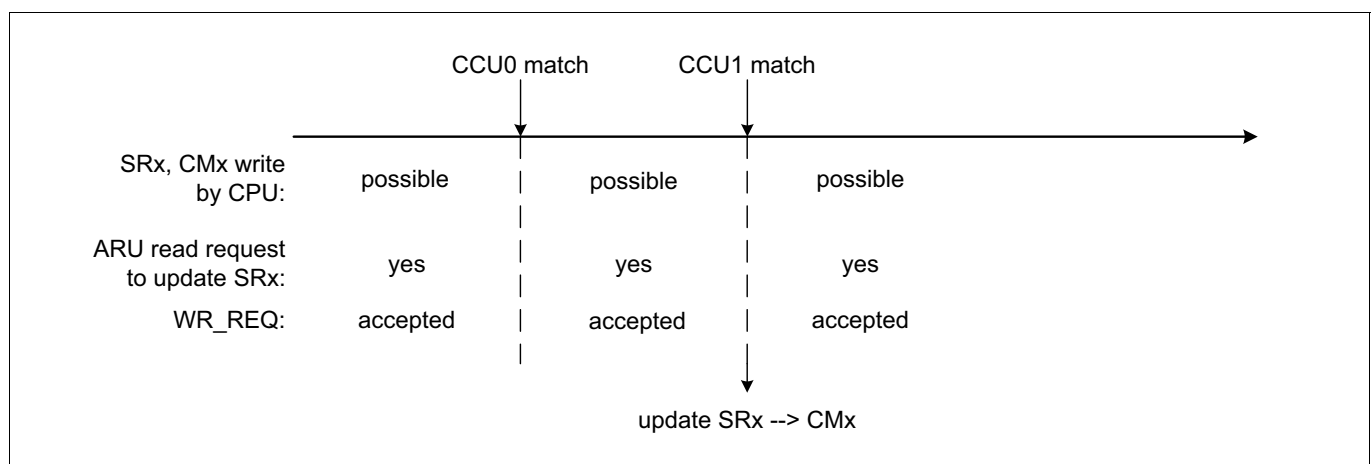 CCU0 match CCU1 match
SRx, CMx write
by CPU: possible possible possible
ARU read request
to update SRx: yes yes yes
WR_REQ: accepted accepted accepted
update SRx --> CMx